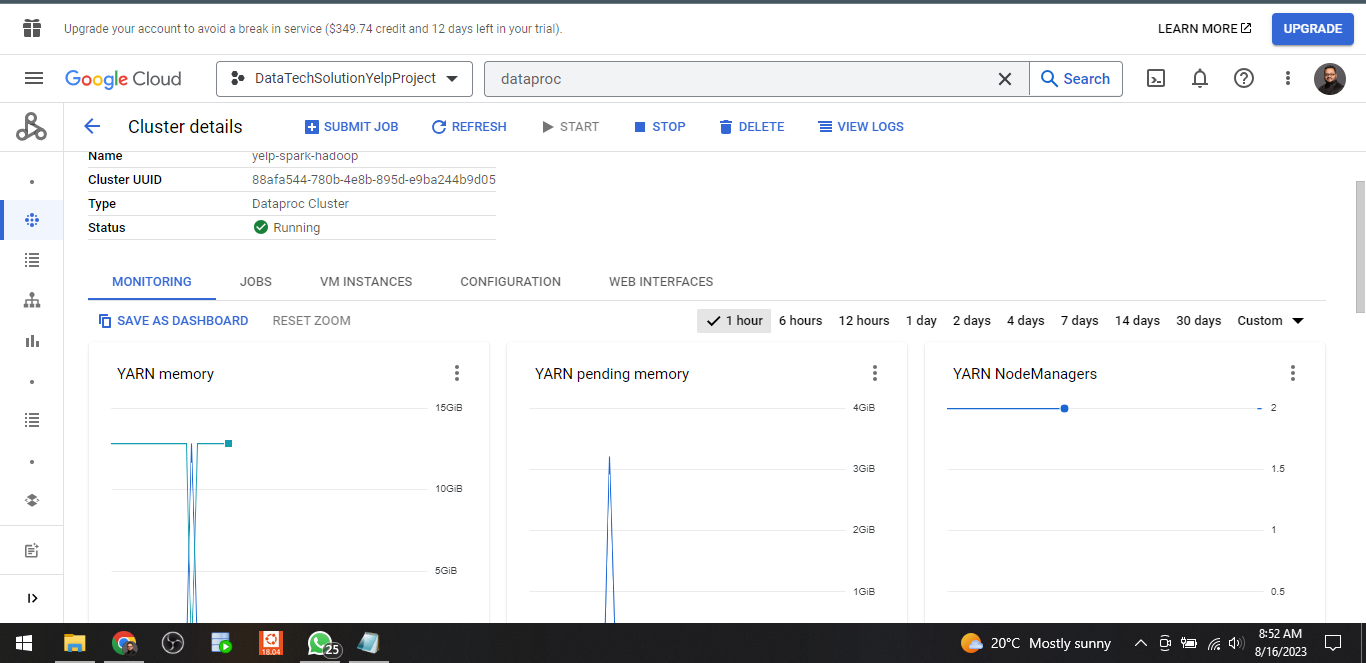 Upgrade your account to avoid a break in service ($349.74 credit and 12 days left in your trial).
LEARN MORE
UPGRADE
Google Cloud
DataTechSolutionYelpProject
dataproc
Search
Cluster details
SUBMIT JOB
REFRESH
START
STOP
DELETE
VIEW LOGS
Name yelp-spark-hadoop
Cluster UUID 88afa544-780b-4e8b-895d-e9ba244b9d05
Type Dataproc Cluster
Status Running
MONITORING
JOBS
VM INSTANCES
CONFIGURATION
WEB INTERFACES
SAVE AS DASHBOARD
RESET ZOOM
1 hour
6 hours
12 hours
1 day
2 days
4 days
7 days
14 days
30 days
Custom
YARN memory
15GiB
10GiB
5GiB
YARN pending memory
4GiB
3GiB
2GiB
1GiB
YARN NodeManagers
2
1.5
1
0.5
18.04
25
20°C Mostly sunny
8:52 AM
8/16/2023